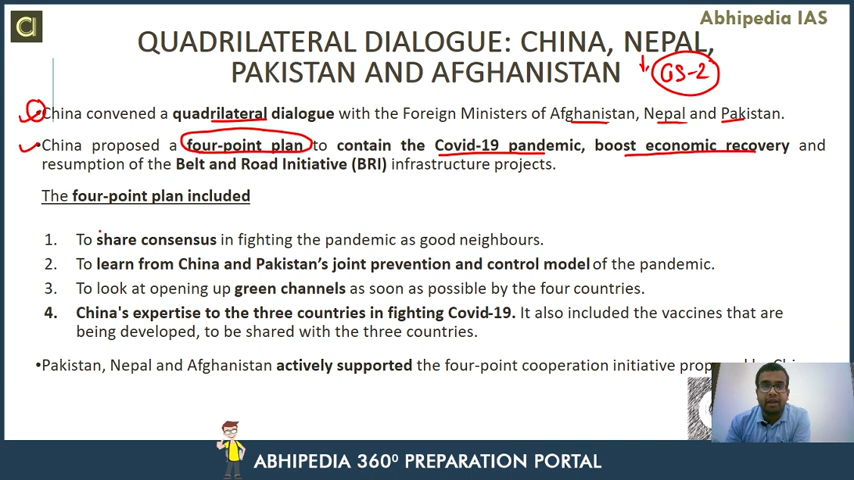 Abhipedia IAS
a
QUADRILATERAL DIALOGUE: CHINA, NEPAL,
PAKISTAN AND AFGHANISTAN
GS-2
China convened a quadrilateral dialogue with the Foreign Ministers of Afghanistan, Nepal and Pakistan.
•China proposed a four-point plan to contain the Covid-19 pandemic, boost economic recovery and
resumption of the Belt and Road Initiative (BRI) infrastructure projects.
The four-point plan included
1. To share consensus in fighting the pandemic as good neighbours.
2. To learn from China and Pakistan's joint prevention and control model of the pandemic.
3. To look at opening up green channels as soon as possible by the four countries.
4. China's expertise to the three countries in fighting Covid-19. It also included the vaccines that are
being developed, to be shared with the three countries.
•Pakistan, Nepal and Afghanistan actively supported the four-point cooperation initiative
ABHIPEDIA 360⁰ PREPARATION PORTAL